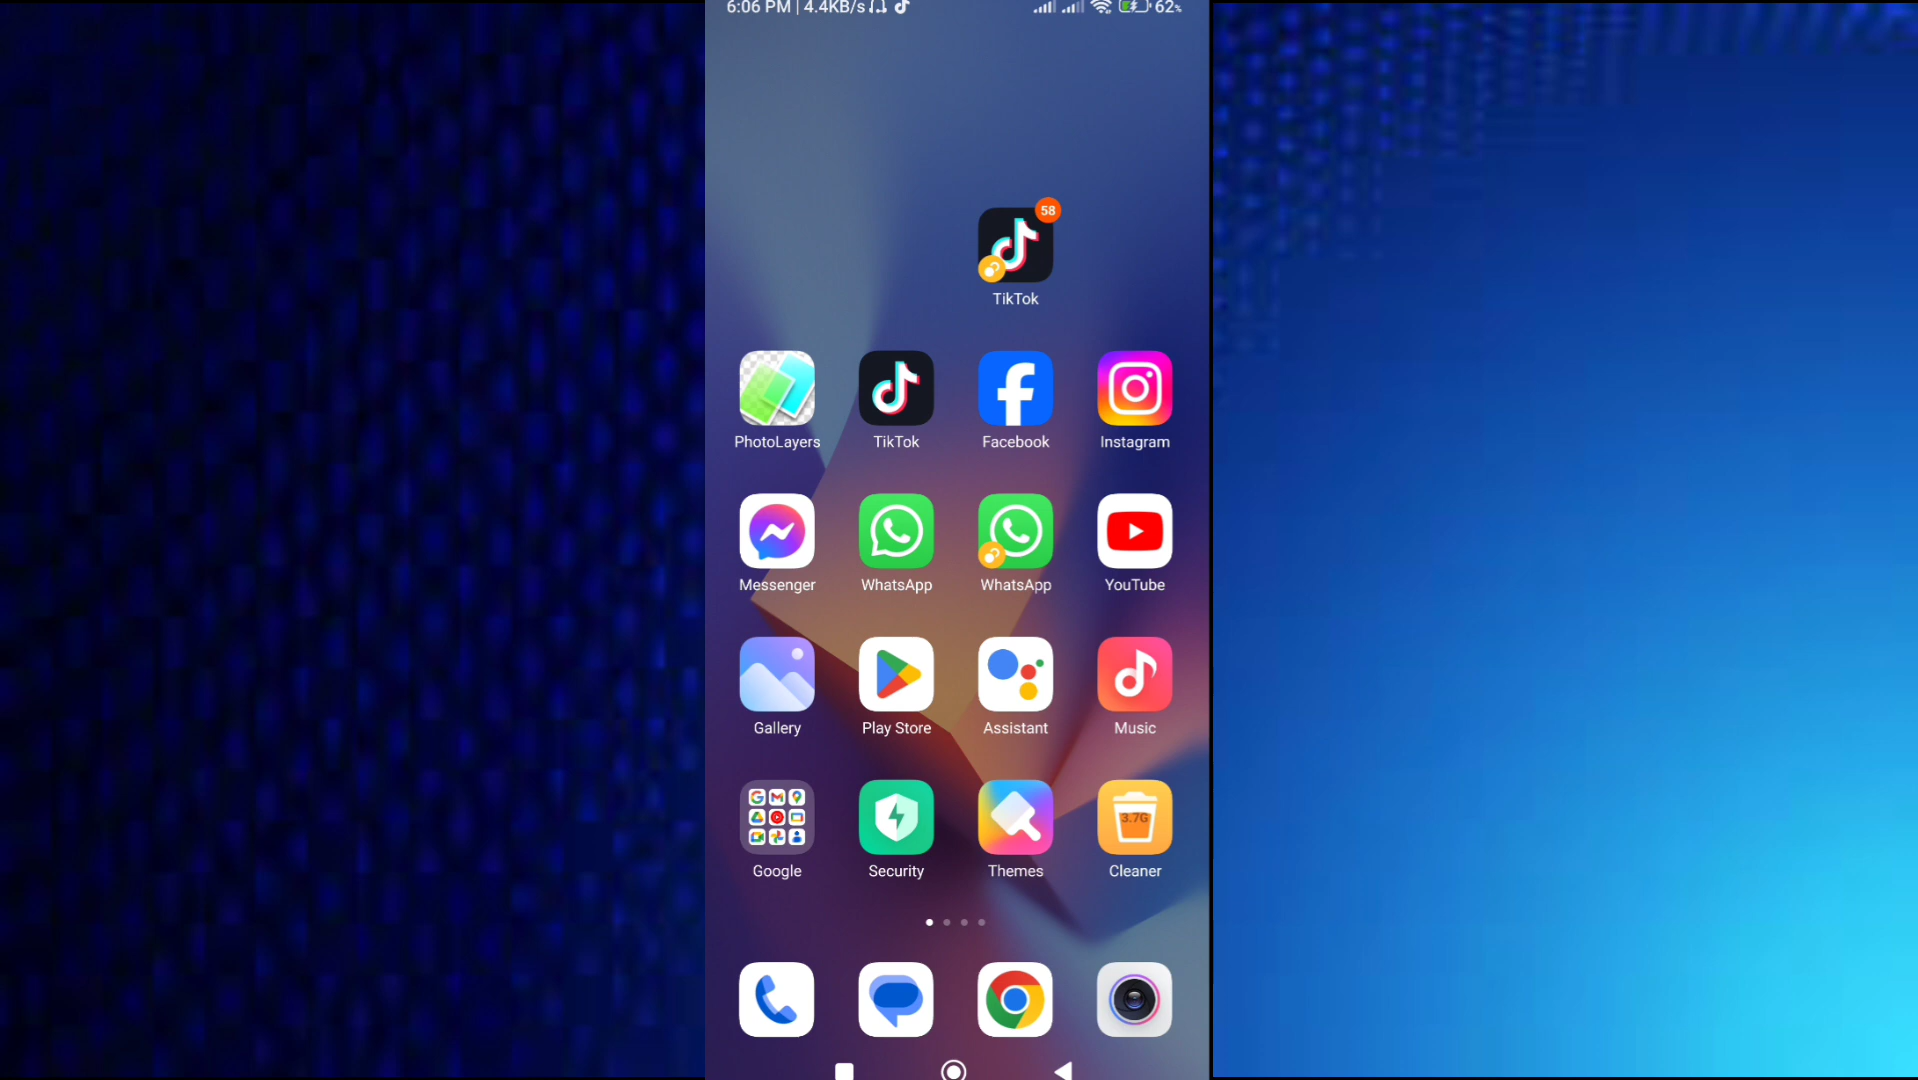 6:06 PM | 4.4KB/s
62%
58
TikTok
PhotoLayers
TikTok
Facebook
Instagram
Messenger
WhatsApp
WhatsApp
YouTube
Gallery
Play Store
Assistant
Music
3.7G
Google
Security
Themes
Cleaner